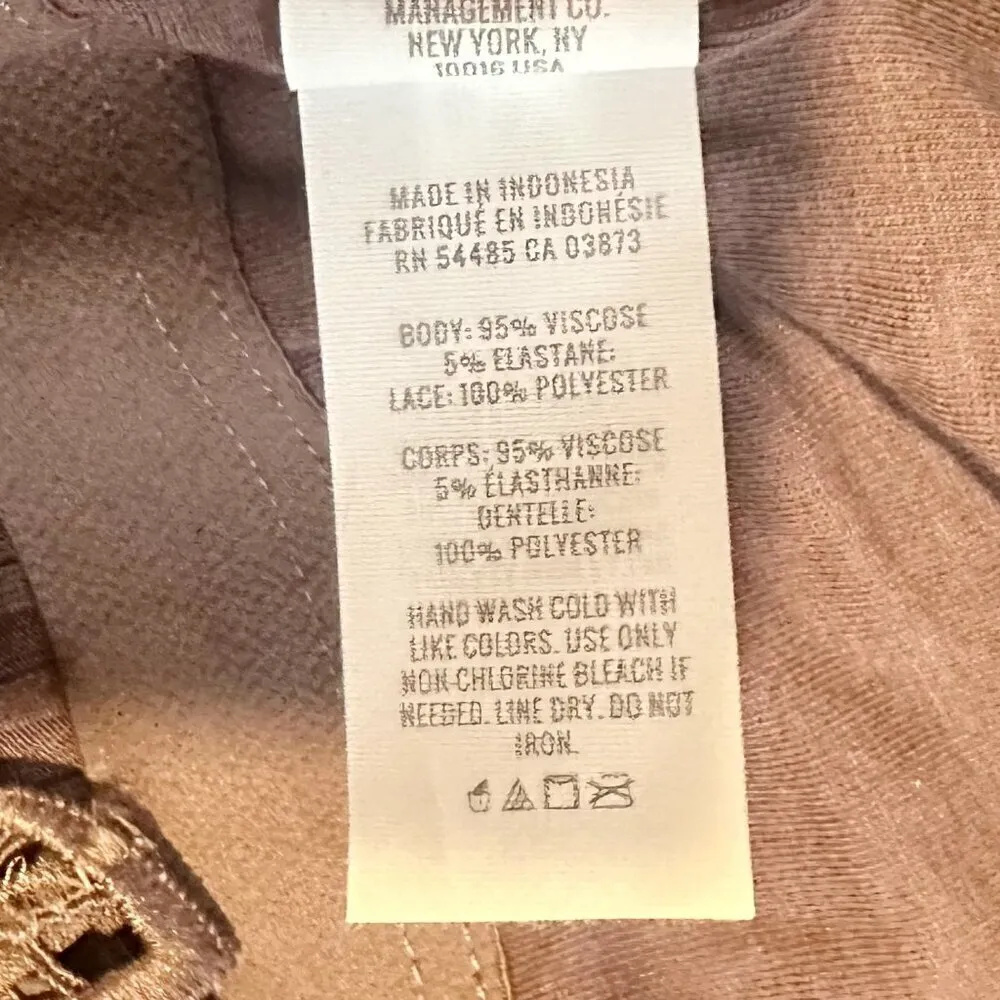 MANAGEMENT CO.
NEW YORK, NY
10016 USA
MADE IN INDONESIA
FABRIQUÉ EN INDONÉSIE
RN 54485 CA 03873
BODY: 95% VISCOSE
5% ELASTANE;
LACE: 100% POLYESTER
CORPS: 95% VISCOSE
5% ÉLASTHANNE;
DENTELLE:
100% POLYESTER
HAND WASH COLD WITH
LIKE COLORS. USE ONLY
NON-CHLORINE BLEACH IF
NEEDED. LINE DRY. DO NOT
IRON.